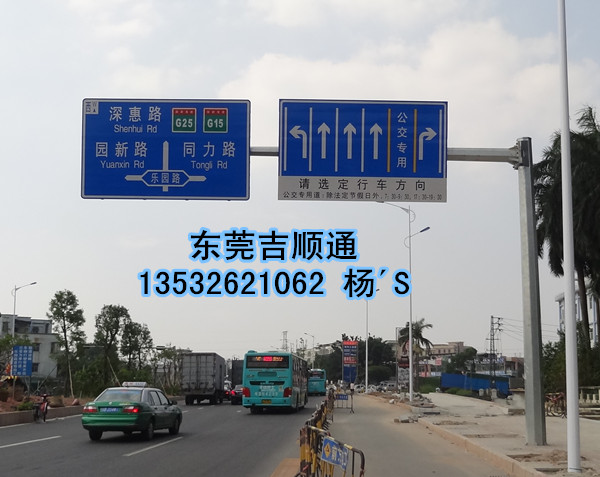 深惠路
Shenhui Rd
G25 G15
园新路
Yuanxin Rd
同力路
Tongli Rd
乐园路
公交专用
请选定行车方向
东莞吉顺通
13532621062 杨´S